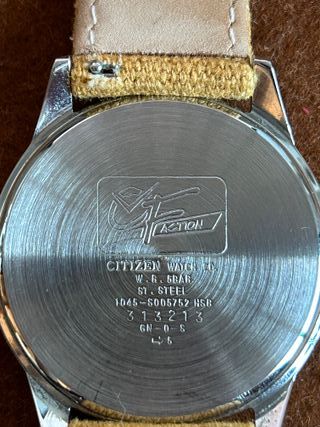 ACTION
CITIZEN WATCH CO.
W.R. 5BAR
ST. STEEL
1045-S005752 HSB
313213
GN-0-S